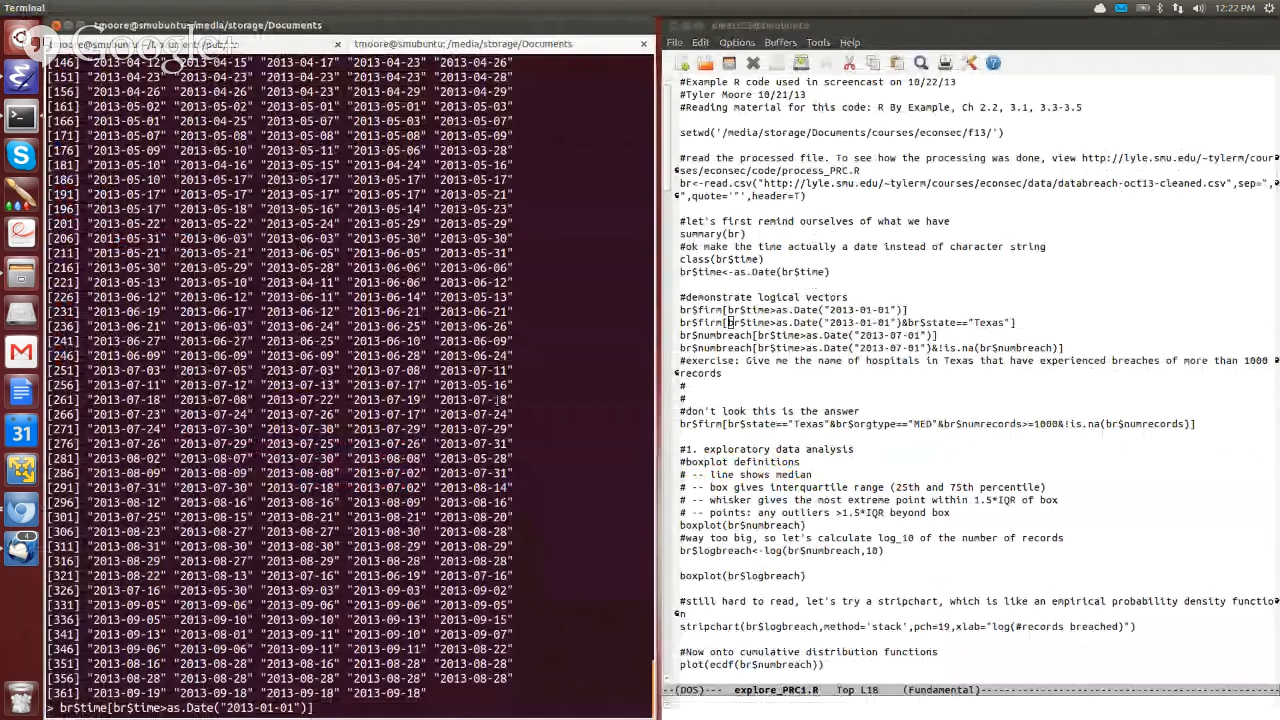 Terminal
12:22 PM
tmoore@smubuntu: /media/storage/Documents
tmoore@smubuntu: /media/storage/Documents
[146] "2013-04-12" "2013-04-15" "2013-04-17" "2013-04-23" "2013-04-26"
[151] "2013-04-26" "2013-04-23" "2013-04-23" "2013-04-23" "2013-04-28"
[156] "2013-04-26" "2013-04-26" "2013-04-23" "2013-04-29" "2013-04-29"
[161] "2013-05-02" "2013-05-02" "2013-05-01" "2013-05-01" "2013-05-03"
[166] "2013-05-01" "2013-04-25" "2013-05-07" "2013-05-03" "2013-05-07"
[171] "2013-05-07" "2013-05-08" "2013-05-08" "2013-05-08" "2013-05-09"
[176] "2013-05-09" "2013-05-10" "2013-05-11" "2013-05-06" "2013-03-28"
[181] "2013-05-10" "2013-04-16" "2013-05-15" "2013-04-24" "2013-05-16"
[186] "2013-05-10" "2013-05-17" "2013-05-17" "2013-05-17" "2013-05-17"
[191] "2013-05-17" "2013-05-17" "2013-05-17" "2013-05-23" "2013-05-21"
[196] "2013-05-17" "2013-05-18" "2013-05-16" "2013-05-14" "2013-05-23"
[201] "2013-05-22" "2013-05-22" "2013-05-24" "2013-05-29" "2013-05-29"
[206] "2013-05-31" "2013-06-03" "2013-06-03" "2013-05-30" "2013-05-30"
[211] "2013-05-21" "2013-05-21" "2013-06-05" "2013-06-05" "2013-05-31"
[216] "2013-05-30" "2013-05-29" "2013-05-28" "2013-06-06" "2013-06-06"
[221] "2013-05-13" "2013-05-10" "2013-04-11" "2013-06-06" "2013-06-12"
[226] "2013-06-12" "2013-06-12" "2013-06-11" "2013-06-14" "2013-06-13"
[231] "2013-06-19" "2013-06-17" "2013-06-12" "2013-06-21" "2013-06-21"
[236] "2013-06-21" "2013-06-03" "2013-06-24" "2013-06-25" "2013-06-26"
[241] "2013-06-27" "2013-06-11" "2013-06-25" "2013-06-10" "2013-06-29"
[246] "2013-06-09" "2013-06-09" "2013-06-28" "2013-06-09" "2013-06-24"
[251] "2013-07-03" "2013-07-05" "2013-07-03" "2013-07-08" "2013-07-11"
[256] "2013-07-11" "2013-07-12" "2013-07-13" "2013-07-17" "2013-05-16"
[261] "2013-07-18" "2013-07-08" "2013-07-22" "2013-07-19" "2013-07-18"
[266] "2013-07-23" "2013-07-24" "2013-07-30" "2013-07-17" "2013-07-24"
[271] "2013-07-24" "2013-07-30" "2013-07-30" "2013-07-29" "2013-07-29"
[276] "2013-07-26" "2013-07-29" "2013-07-25" "2013-07-26" "2013-07-31"
[281] "2013-08-02" "2013-08-07" "2013-07-30" "2013-08-08" "2013-05-28"
[286] "2013-08-09" "2013-08-08" "2013-08-08" "2013-07-02" "2013-07-31"
[291] "2013-07-31" "2013-07-30" "2013-07-18" "2013-07-02" "2013-08-14"
[296] "2013-08-12" "2013-08-16" "2013-08-16" "2013-08-09" "2013-08-16"
[301] "2013-07-25" "2013-08-15" "2013-08-21" "2013-08-21" "2013-08-20"
[306] "2013-08-23" "2013-08-27" "2013-08-27" "2013-08-30" "2013-08-28"
[311] "2013-08-31" "2013-08-30" "2013-08-30" "2013-08-29" "2013-08-29"
[316] "2013-08-29" "2013-08-27" "2013-08-31" "2013-08-28" "2013-08-28"
[321] "2013-08-22" "2013-08-13" "2013-07-16" "2013-06-19" "2013-07-16"
[326] "2013-07-16" "2013-05-30" "2013-09-03" "2013-09-03" "2013-09-02"
[331] "2013-09-05" "2013-09-06" "2013-09-06" "2013-09-06" "2013-09-05"
[336] "2013-09-05" "2013-09-10" "2013-09-10" "2013-09-13" "2013-09-15"
[341] "2013-09-13" "2013-08-01" "2013-09-11" "2013-09-10" "2013-09-07"
[346] "2013-09-06" "2013-09-06" "2013-09-11" "2013-09-11" "2013-08-22"
[351] "2013-08-16" "2013-08-28" "2013-08-28" "2013-08-28" "2013-08-28"
[356] "2013-08-28" "2013-08-28" "2013-08-28" "2013-08-28" "2013-08-28"
[361] "2013-09-19" "2013-09-18" "2013-09-18" "2013-09-18"
> br$time[br$time>as.Date("2013-01-01")]
File Edit Options Buffers Tools Help
#Example R code used in screencast on 10/22/13
#Tyler Moore 10/21/13
#Reading material for this code: R By Example, Ch 2.2, 3.1, 3.3-3.5
setwd('/media/storage/Documents/courses/econsec/f13/')
#read the processed file. To see how the processing was done, view http://lyle.smu.edu/~tylerm/cour
ses/econsec/code/process_PRC.R
br<-read.csv("http://lyle.smu.edu/~tylerm/courses/econsec/data/databreach-oct13-cleaned.csv",sep=",
",quote='"',header=T)
#let's first remind ourselves of what we have
summary(br)
#ok make the time actually a date instead of character string
class(br$time)
br$time<-as.Date(br$time)
#demonstrate logical vectors
br$firm[br$time>as.Date("2013-01-01")]
br$firm[br$time>as.Date("2013-01-01")&br$state=="Texas"]
br$numbreach[br$time>as.Date("2013-07-01")]
br$numbreach[br$time>as.Date("2013-07-01")&!is.na(br$numbreach)]
#exercise: Give me the name of hospitals in Texas that have experienced breaches of more than 1000
records
#
#
#don't look this is the answer
br$firm[br$state=="Texas"&br$orgtype=="MED"&br$numrecords>=1000&!is.na(br$numrecords)]
#1. exploratory data analysis
#boxplot definitions
# -- line shows median
# -- box gives interquartile range (25th and 75th percentile)
# -- whisker gives the most extreme point within 1.5*IQR of box
# -- points: any outliers >1.5*IQR beyond box
boxplot(br$numbreach)
#way too big, so let's calculate log_10 of the number of records
br$logbreach<-log(br$numbreach,10)
boxplot(br$logbreach)
#still hard to read, let's try a stripchart, which is like an empirical probability density functio
n
stripchart(br$logbreach,method='stack',pch=19,xlab="log(#records breached)")
#Now onto cumulative distribution functions
plot(ecdf(br$numbreach))
--(DOS)--- explore_PRC1.R Top L18 (Fundamental)